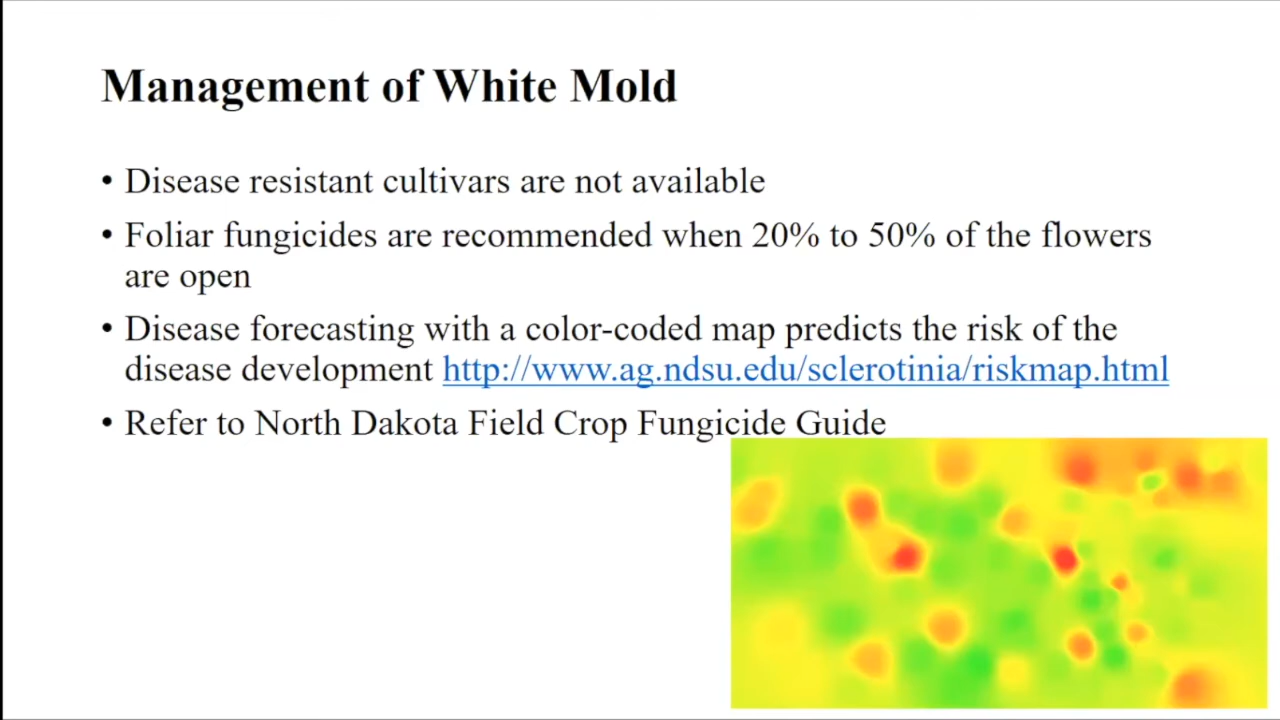 Management of White Mold
• Disease resistant cultivars are not available
• Foliar fungicides are recommended when 20% to 50% of the flowers
are open
• Disease forecasting with a color-coded map predicts the risk of the
disease development http://www.ag.ndsu.edu/sclerotinia/riskmap.html
• Refer to North Dakota Field Crop Fungicide Guide